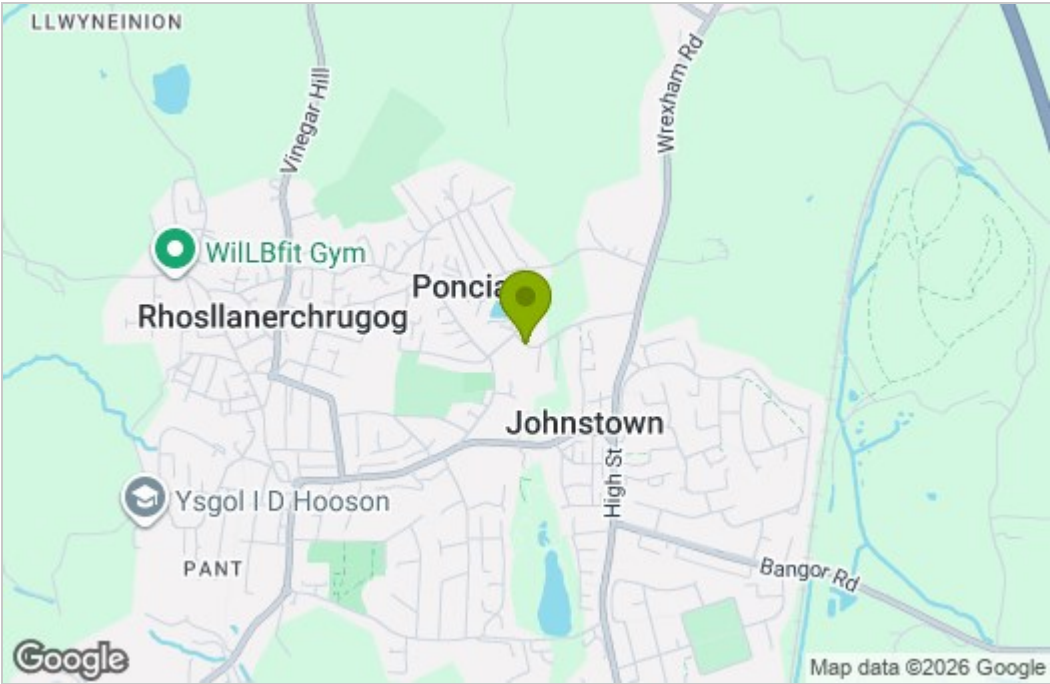 LLWYNEINION
Vinegar Hill
Wrexham Rd
WilLBfit Gym
Poncia
Rhosllanerchrugog
Johnstown
High St
Ysgol I D Hooson
PANT
Bangor Rd
Google
Map data ©2026 Google